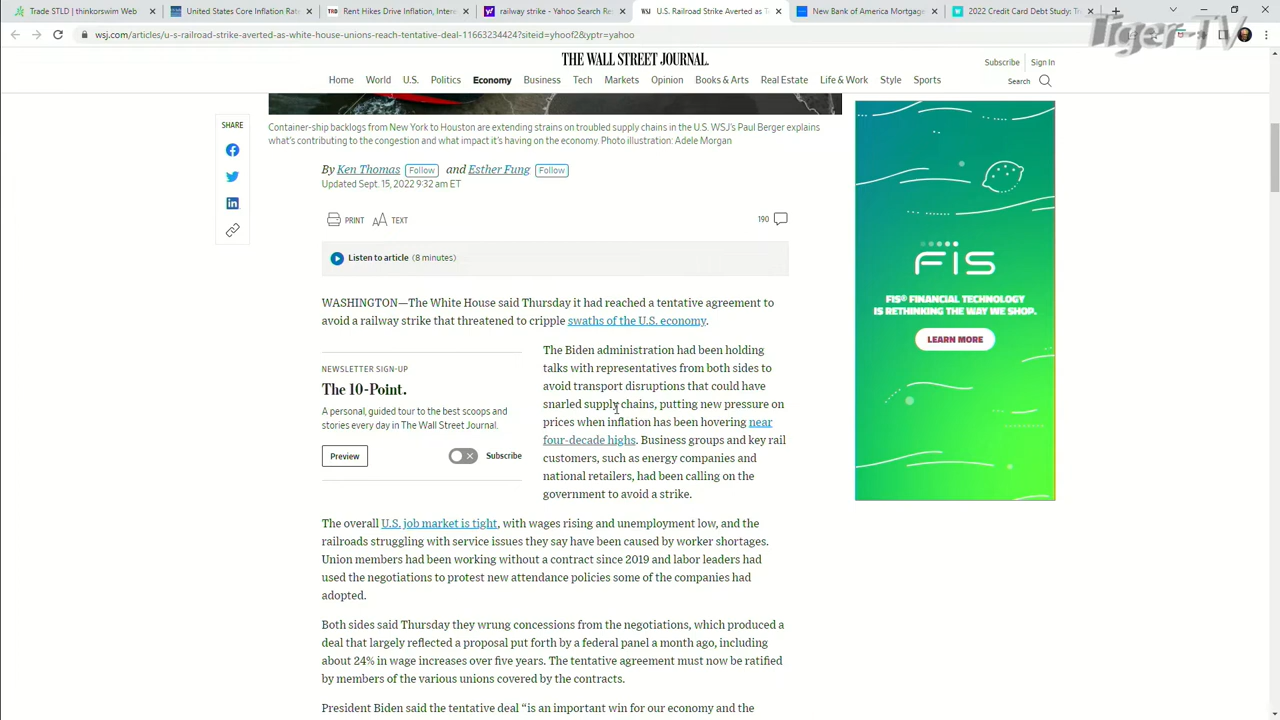 Trade STLD | thinkorswim Web
United States Core Inflation Rate
Rent Hikes Drive Inflation, Intere
railway strike - Yahoo Search Res
U.S. Railroad Strike Averted as T
New Bank of America Mortgage
2022 Credit Card Debt Study: Tr
Tiger TV
wsj.com/articles/u-s-railroad-strike-averted-as-white-house-unions-reach-tentative-deal-11663234424?siteid=yhoof2&yptr=yahoo
THE WALL STREET JOURNAL.
Subscribe
Sign In
Home World U.S. Politics Economy Business Tech Markets Opinion Books & Arts Real Estate Life & Work Style Sports
Search
SHARE
Container-ship backlogs from New York to Houston are extending strains on troubled supply chains in the U.S. WSJ's Paul Berger explains
what's contributing to the congestion and what impact it's having on the economy. Photo illustration: Adele Morgan
By Ken Thomas Follow and Esther Fung Follow
Updated Sept. 15, 2022 9:32 am ET
PRINT
AA TEXT
190
Listen to article (8 minutes)
WASHINGTON—The White House said Thursday it had reached a tentative agreement to
avoid a railway strike that threatened to cripple swaths of the U.S. economy.
NEWSLETTER SIGN-UP
The 10-Point.
A personal, guided tour to the best scoops and
stories every day in The Wall Street Journal.
Preview
Subscribe
The Biden administration had been holding
talks with representatives from both sides to
avoid transport disruptions that could have
snarled supply chains, putting new pressure on
prices when inflation has been hovering near
four-decade highs. Business groups and key rail
customers, such as energy companies and
national retailers, had been calling on the
government to avoid a strike.
The overall U.S. job market is tight, with wages rising and unemployment low, and the
railroads struggling with service issues they say have been caused by worker shortages.
Union members had been working without a contract since 2019 and labor leaders had
used the negotiations to protest new attendance policies some of the companies had
adopted.
Both sides said Thursday they wrung concessions from the negotiations, which produced a
deal that largely reflected a proposal put forth by a federal panel a month ago, including
about 24% in wage increases over five years. The tentative agreement must now be ratified
by members of the various unions covered by the contracts.
President Biden said the tentative deal “is an important win for our economy and the
FIS
FIS® FINANCIAL TECHNOLOGY
IS RETHINKING THE WAY WE SHOP.
LEARN MORE